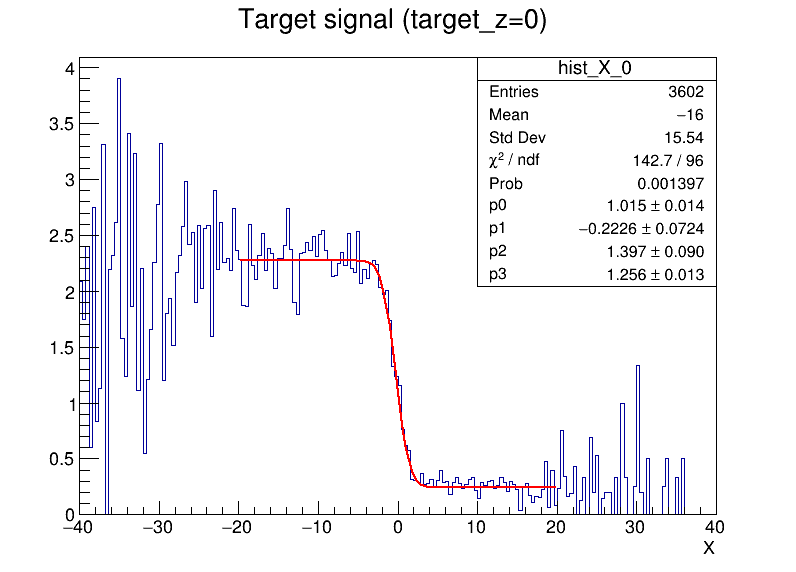 Target signal (target_z=0)
hist_X_0
Entries 3602
Mean −16
Std Dev 15.54
χ² / ndf 142.7 / 96
Prob 0.001397
p0 1.015 ± 0.014
p1 −0.2226 ± 0.0724
p2 1.397 ± 0.090
p3 1.256 ± 0.013
4
3.5
3
2.5
2
1.5
1
0.5
0
−40 −30 −20 −10 0 10 20 30 40
X